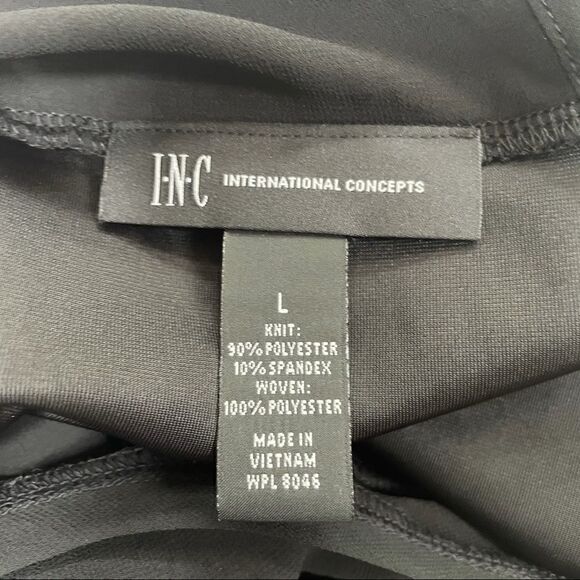 I·N·C INTERNATIONAL CONCEPTS
L
KNIT:
90% POLYESTER
10% SPANDEX
WOVEN:
100% POLYESTER
MADE IN
VIETNAM
WPL 8046